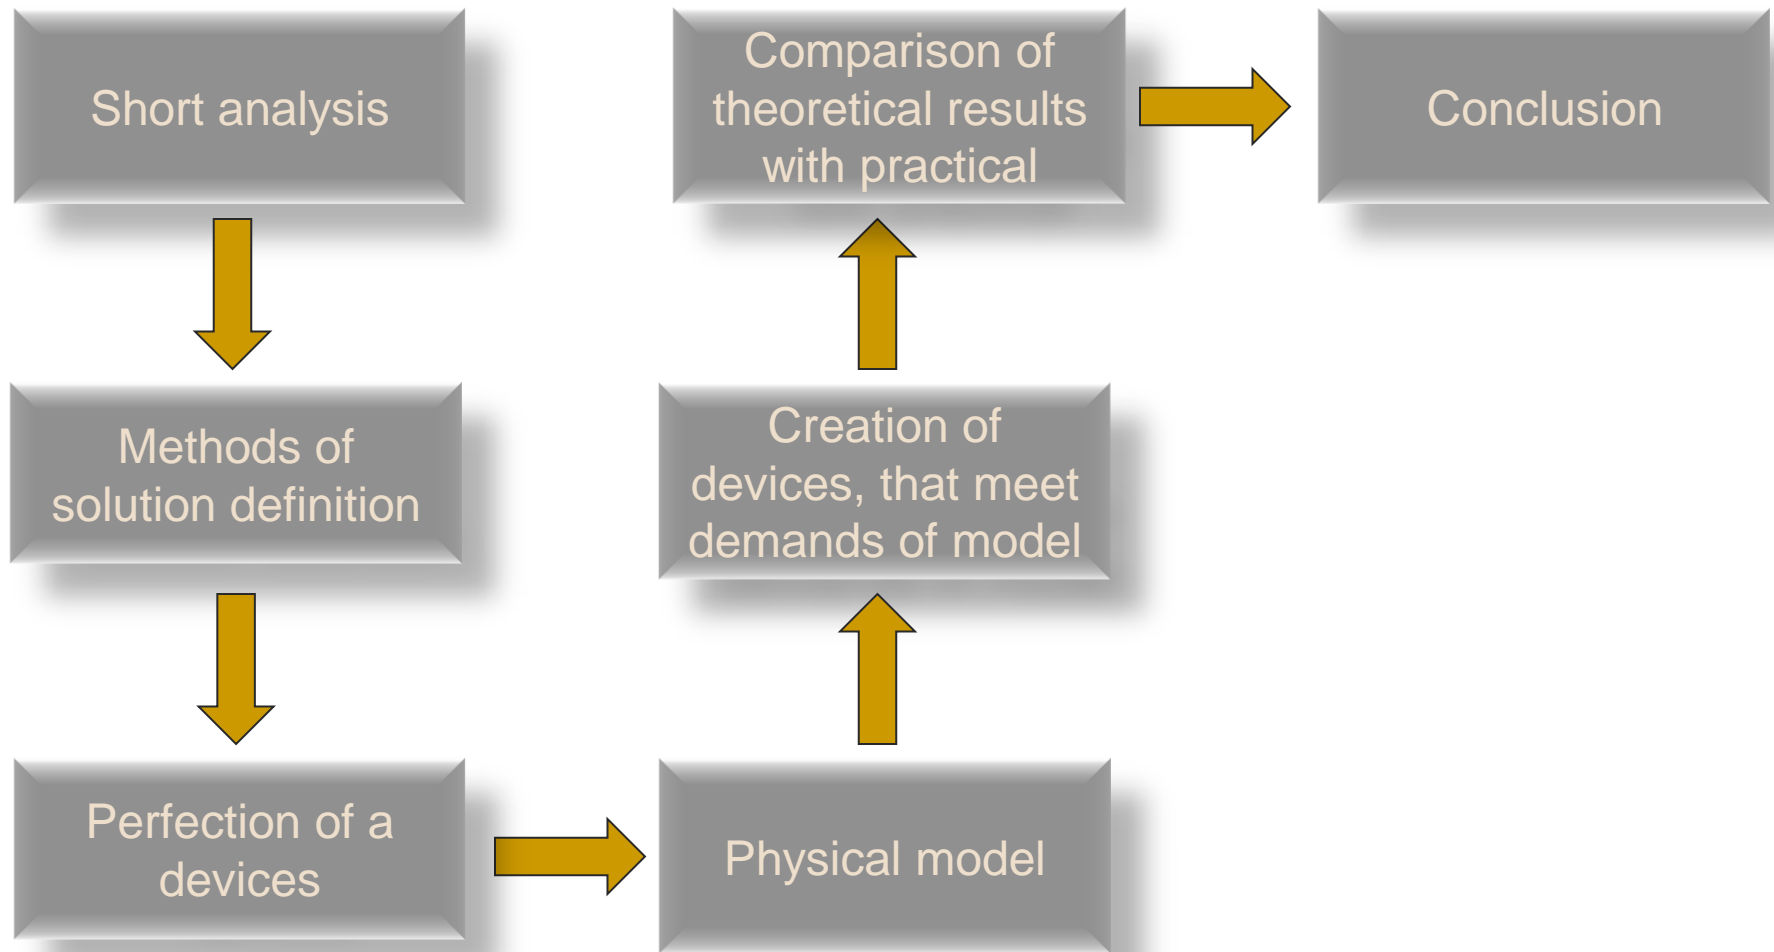 Short analysis
Methods of
solution definition
Perfection of a
devices
Physical model
Creation of
devices, that meet
demands of model
Comparison of
theoretical results
with practical
Conclusion